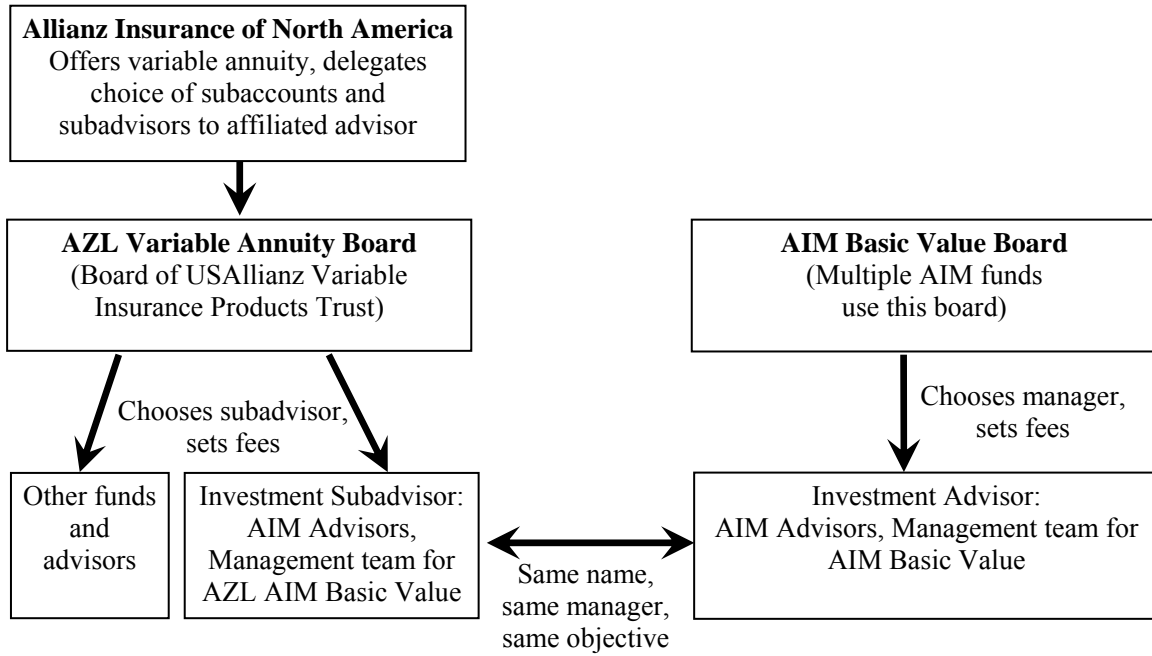 Allianz Insurance of North America
Offers variable annuity, delegates
choice of subaccounts and
subadvisors to affiliated advisor
AZL Variable Annuity Board
(Board of USAllianz Variable
Insurance Products Trust)
AIM Basic Value Board
(Multiple AIM funds
use this board)
Chooses subadvisor,
sets fees
Chooses manager,
sets fees
Other funds
and
advisors
Investment Subadvisor:
AIM Advisors,
Management team for
AZL AIM Basic Value
Same name,
same manager,
same objective
Investment Advisor:
AIM Advisors, Management team for
AIM Basic Value